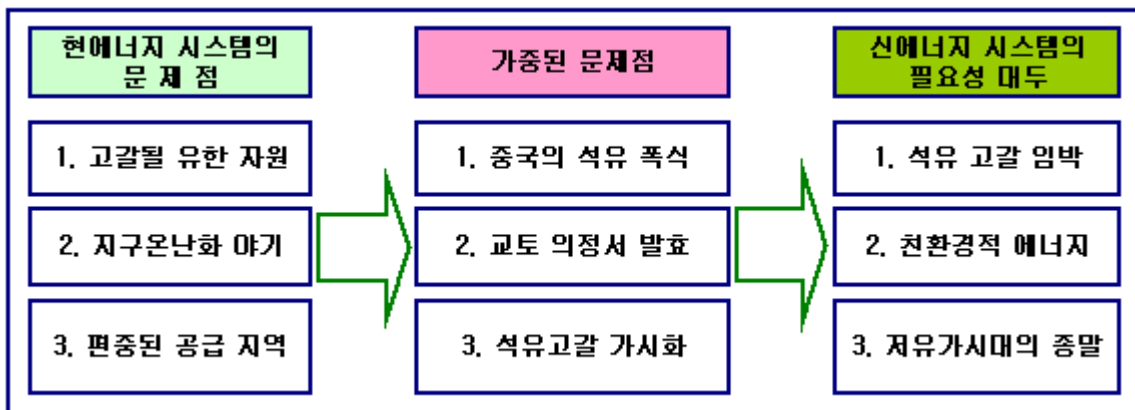 현에너지 시스템의
문 제 점
1. 고갈될 유한 자원
2. 지구온난화 야기
3. 편중된 공급 지역
가중된 문제점
1. 중국의 석유 폭식
2. 교토 의정서 발효
3. 석유고갈 가시화
신에너지 시스템의
필요성 대두
1. 석유 고갈 임박
2. 친환경적 에너지
3. 저유가시대의 종말